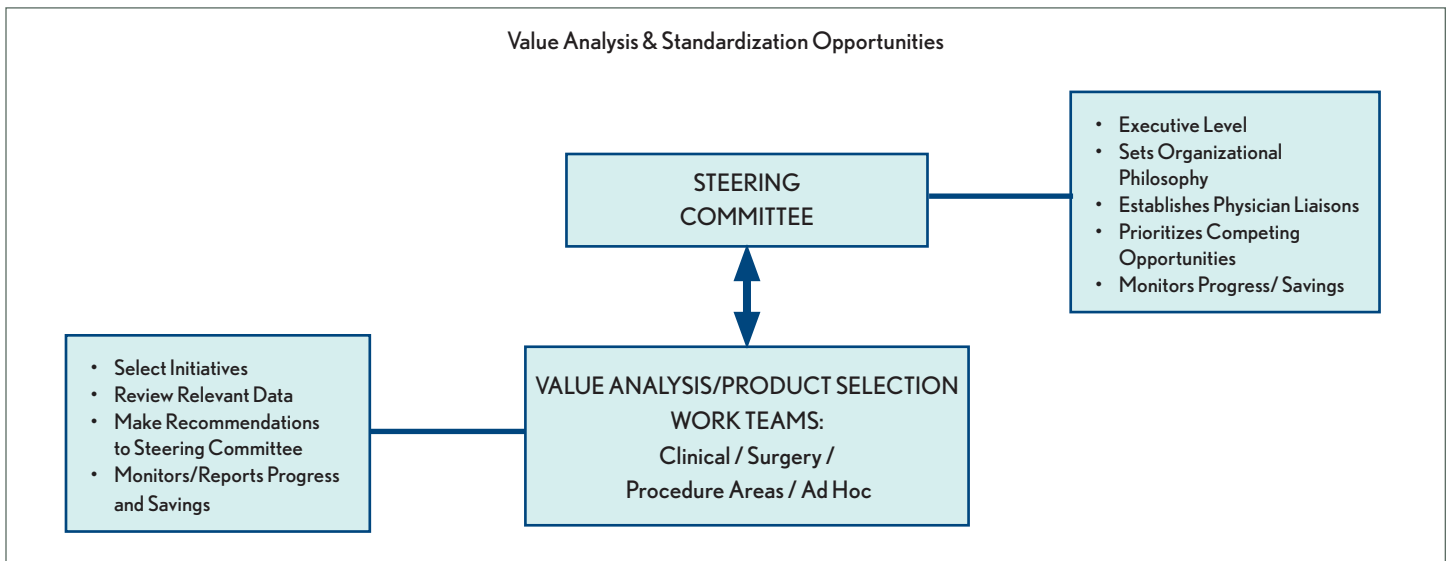 Value Analysis & Standardization Opportunities
• Executive Level
• Sets Organizational
Philosophy
• Establishes Physician Liaisons
• Prioritizes Competing
Opportunities
• Monitors Progress/ Savings
STEERING
COMMITTEE
• Select Initiatives
• Review Relevant Data
• Make Recommendations
to Steering Committee
• Monitors/Reports Progress
and Savings
VALUE ANALYSIS/PRODUCT SELECTION
WORK TEAMS:
Clinical / Surgery /
Procedure Areas / Ad Hoc